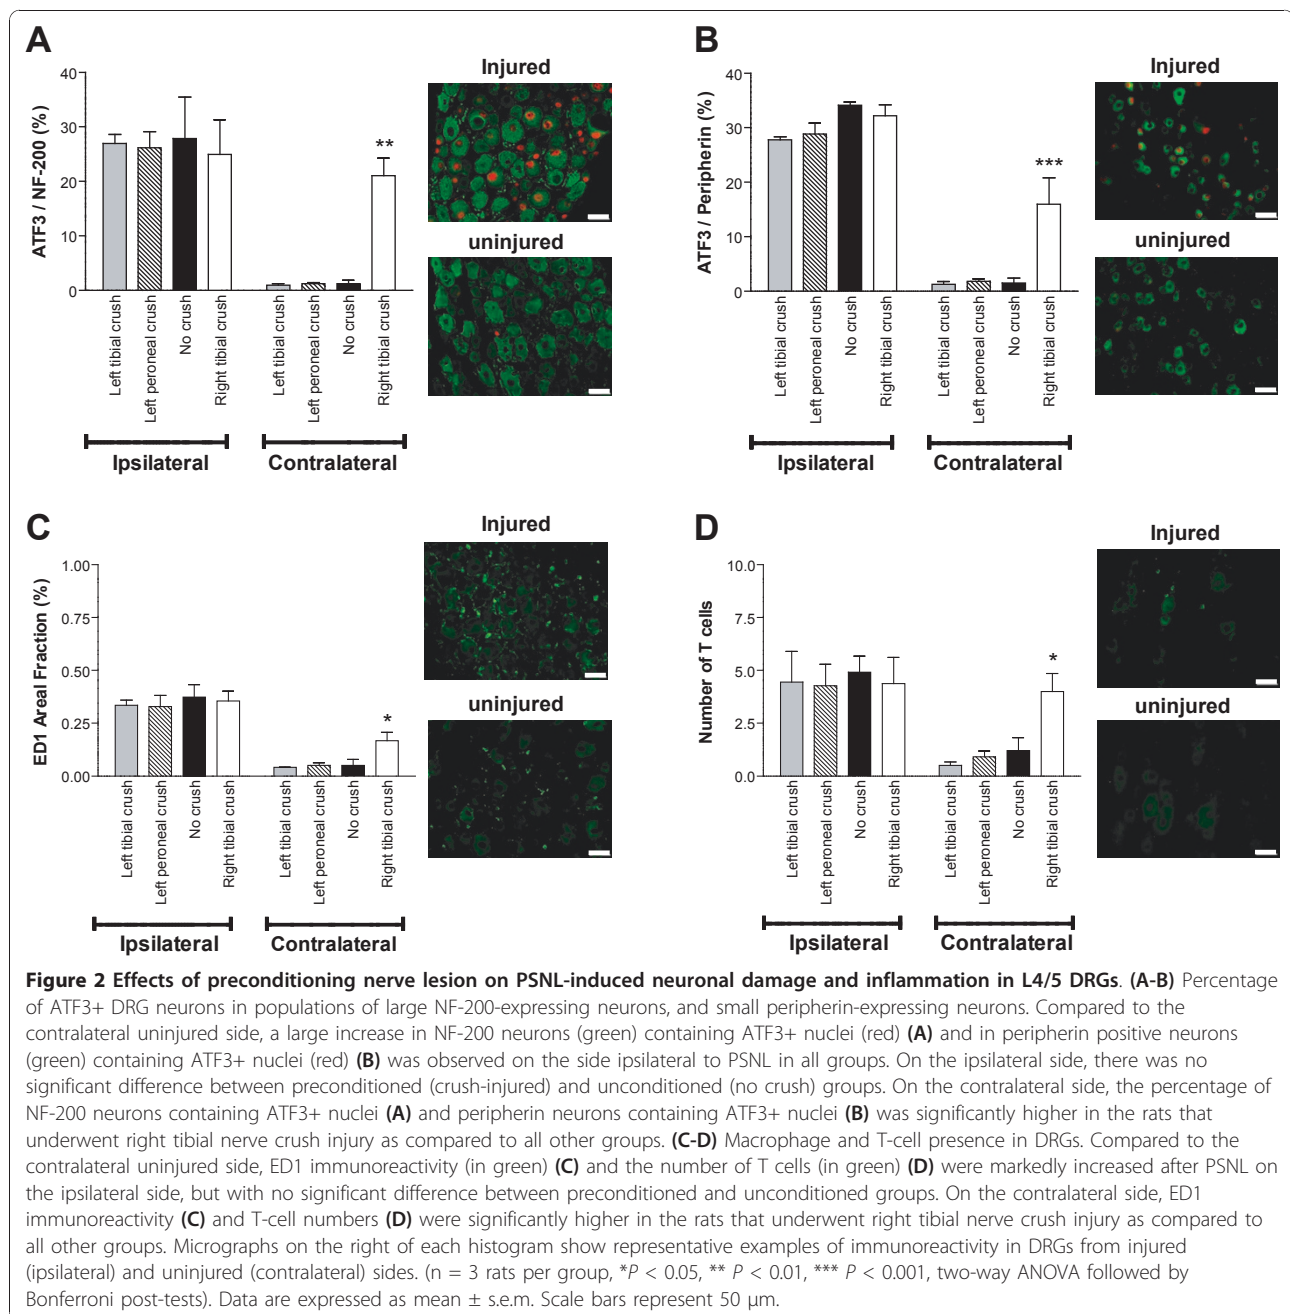 A
ATF3 / NF-200 (%)
40
30
20
10
0
**
Left tibial crush
Left peroneal crush
No crush
Right tibial crush
Left tibial crush
Left peroneal crush
No crush
Right tibial crush
Ipsilateral
Contralateral
Injured
uninjured
B
ATF3 / Peripherin (%)
40
30
20
10
0
***
Left tibial crush
Left peroneal crush
No crush
Right tibial crush
Left tibial crush
Left peroneal crush
No crush
Right tibial crush
Ipsilateral
Contralateral
Injured
uninjured
C
ED1 Areal Fraction (%)
1.00
0.75
0.50
0.25
0.00
*
Left tibial crush
Left peroneal crush
No crush
Right tibial crush
Left tibial crush
Left peroneal crush
No crush
Right tibial crush
Ipsilateral
Contralateral
Injured
uninjured
D
Number of T cells
10.0
7.5
5.0
2.5
0.0
*
Left tibial crush
Left peroneal crush
No crush
Right tibial crush
Left tibial crush
Left peroneal crush
No crush
Right tibial crush
Ipsilateral
Contralateral
Injured
uninjured
Figure 2 Effects of preconditioning nerve lesion on PSNL-induced neuronal damage and inflammation in L4/5 DRGs. (A-B) Percentage
of ATF3+ DRG neurons in populations of large NF-200-expressing neurons, and small peripherin-expressing neurons. Compared to the
contralateral uninjured side, a large increase in NF-200 neurons (green) containing ATF3+ nuclei (red) (A) and in peripherin positive neurons
(green) containing ATF3+ nuclei (red) (B) was observed on the side ipsilateral to PSNL in all groups. On the ipsilateral side, there was no
significant difference between preconditioned (crush-injured) and unconditioned (no crush) groups. On the contralateral side, the percentage of
NF-200 neurons containing ATF3+ nuclei (A) and peripherin neurons containing ATF3+ nuclei (B) was significantly higher in the rats that
underwent right tibial nerve crush injury as compared to all other groups. (C-D) Macrophage and T-cell presence in DRGs. Compared to the
contralateral uninjured side, ED1 immunoreactivity (in green) (C) and the number of T cells (in green) (D) were markedly increased after PSNL on
the ipsilateral side, but with no significant difference between preconditioned and unconditioned groups. On the contralateral side, ED1
immunoreactivity (C) and T-cell numbers (D) were significantly higher in the rats that underwent right tibial nerve crush injury as compared to
all other groups. Micrographs on the right of each histogram show representative examples of immunoreactivity in DRGs from injured
(ipsilateral) and uninjured (contralateral) sides. (n = 3 rats per group, *P < 0.05, ** P < 0.01, *** P < 0.001, two-way ANOVA followed by
Bonferroni post-tests). Data are expressed as mean ± s.e.m. Scale bars represent 50 μm.